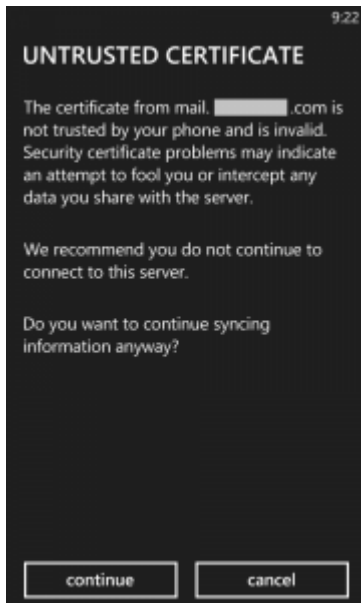 9:22
UNTRUSTED CERTIFICATE
The certificate from mail. .com is
not trusted by your phone and is invalid.
Security certificate problems may indicate
an attempt to fool you or intercept any
data you share with the server.
We recommend you do not continue to
connect to this server.
Do you want to continue syncing
information anyway?
continue
cancel